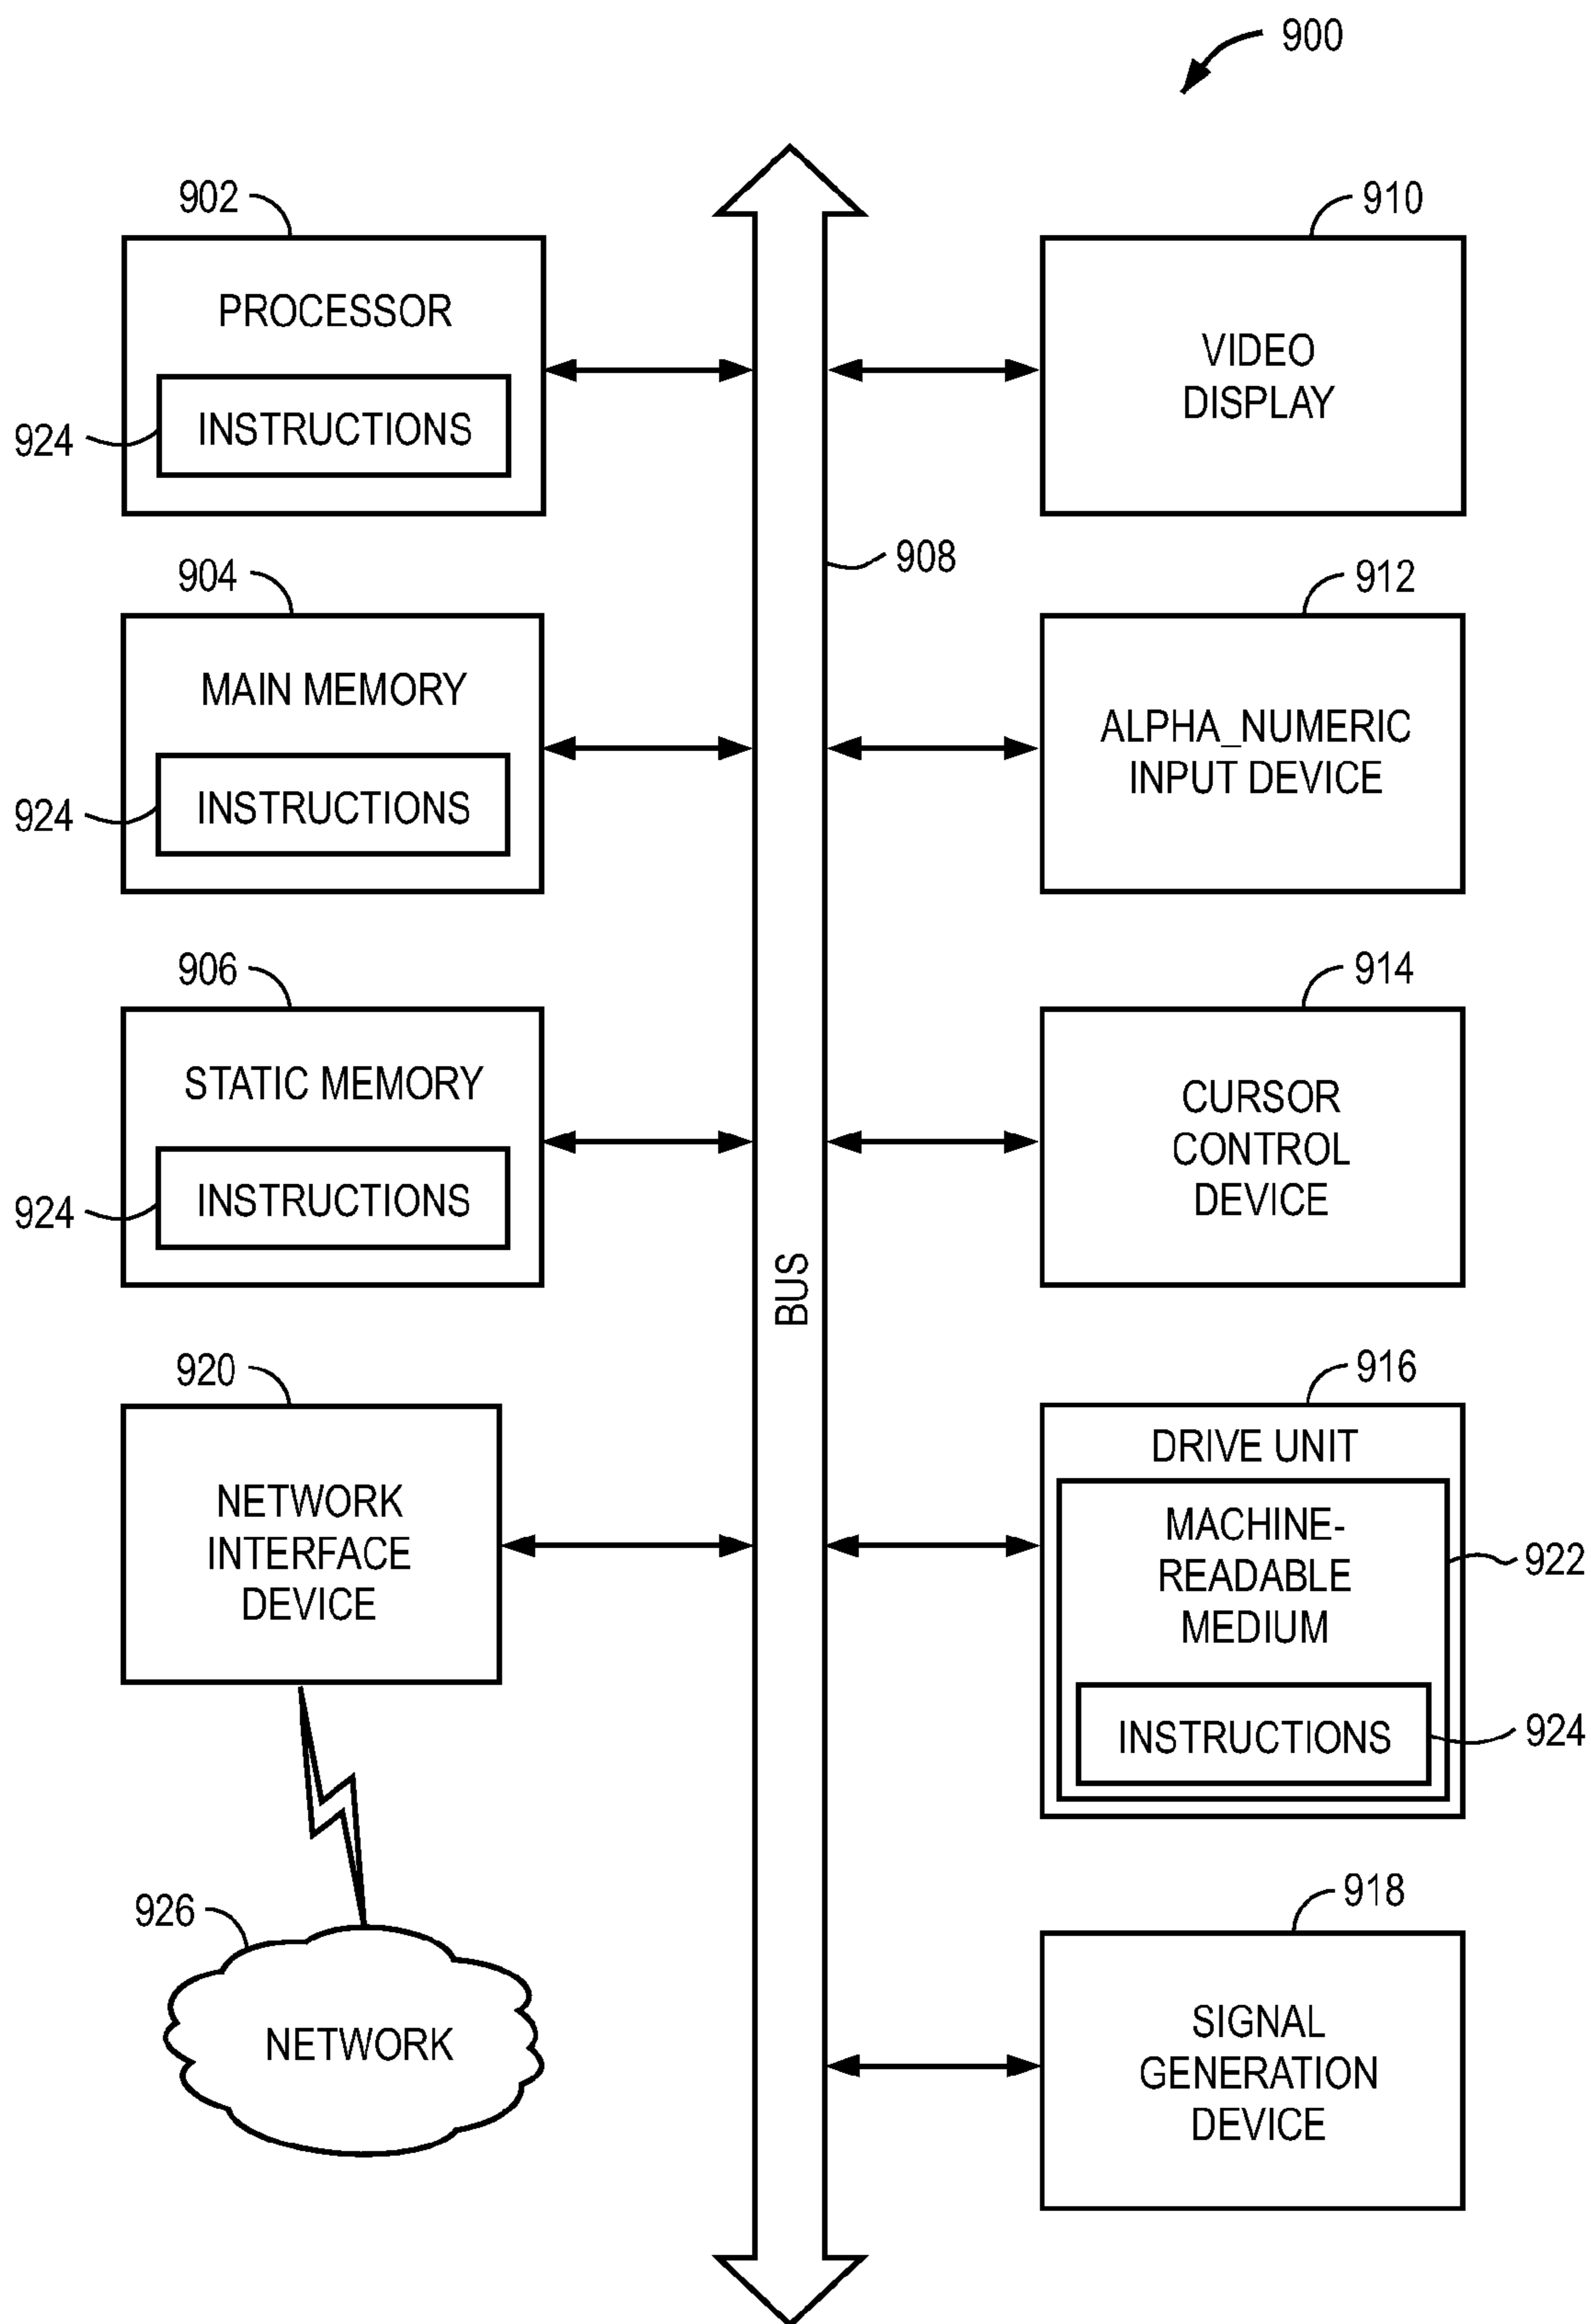 900
902
PROCESSOR
924
INSTRUCTIONS
904
MAIN MEMORY
924
INSTRUCTIONS
906
STATIC MEMORY
924
INSTRUCTIONS
920
NETWORK
INTERFACE
DEVICE
926
NETWORK
908
BUS
910
VIDEO
DISPLAY
912
ALPHA_NUMERIC
INPUT DEVICE
914
CURSOR
CONTROL
DEVICE
916
DRIVE UNIT
MACHINE-
READABLE
MEDIUM
922
INSTRUCTIONS
924
918
SIGNAL
GENERATION
DEVICE